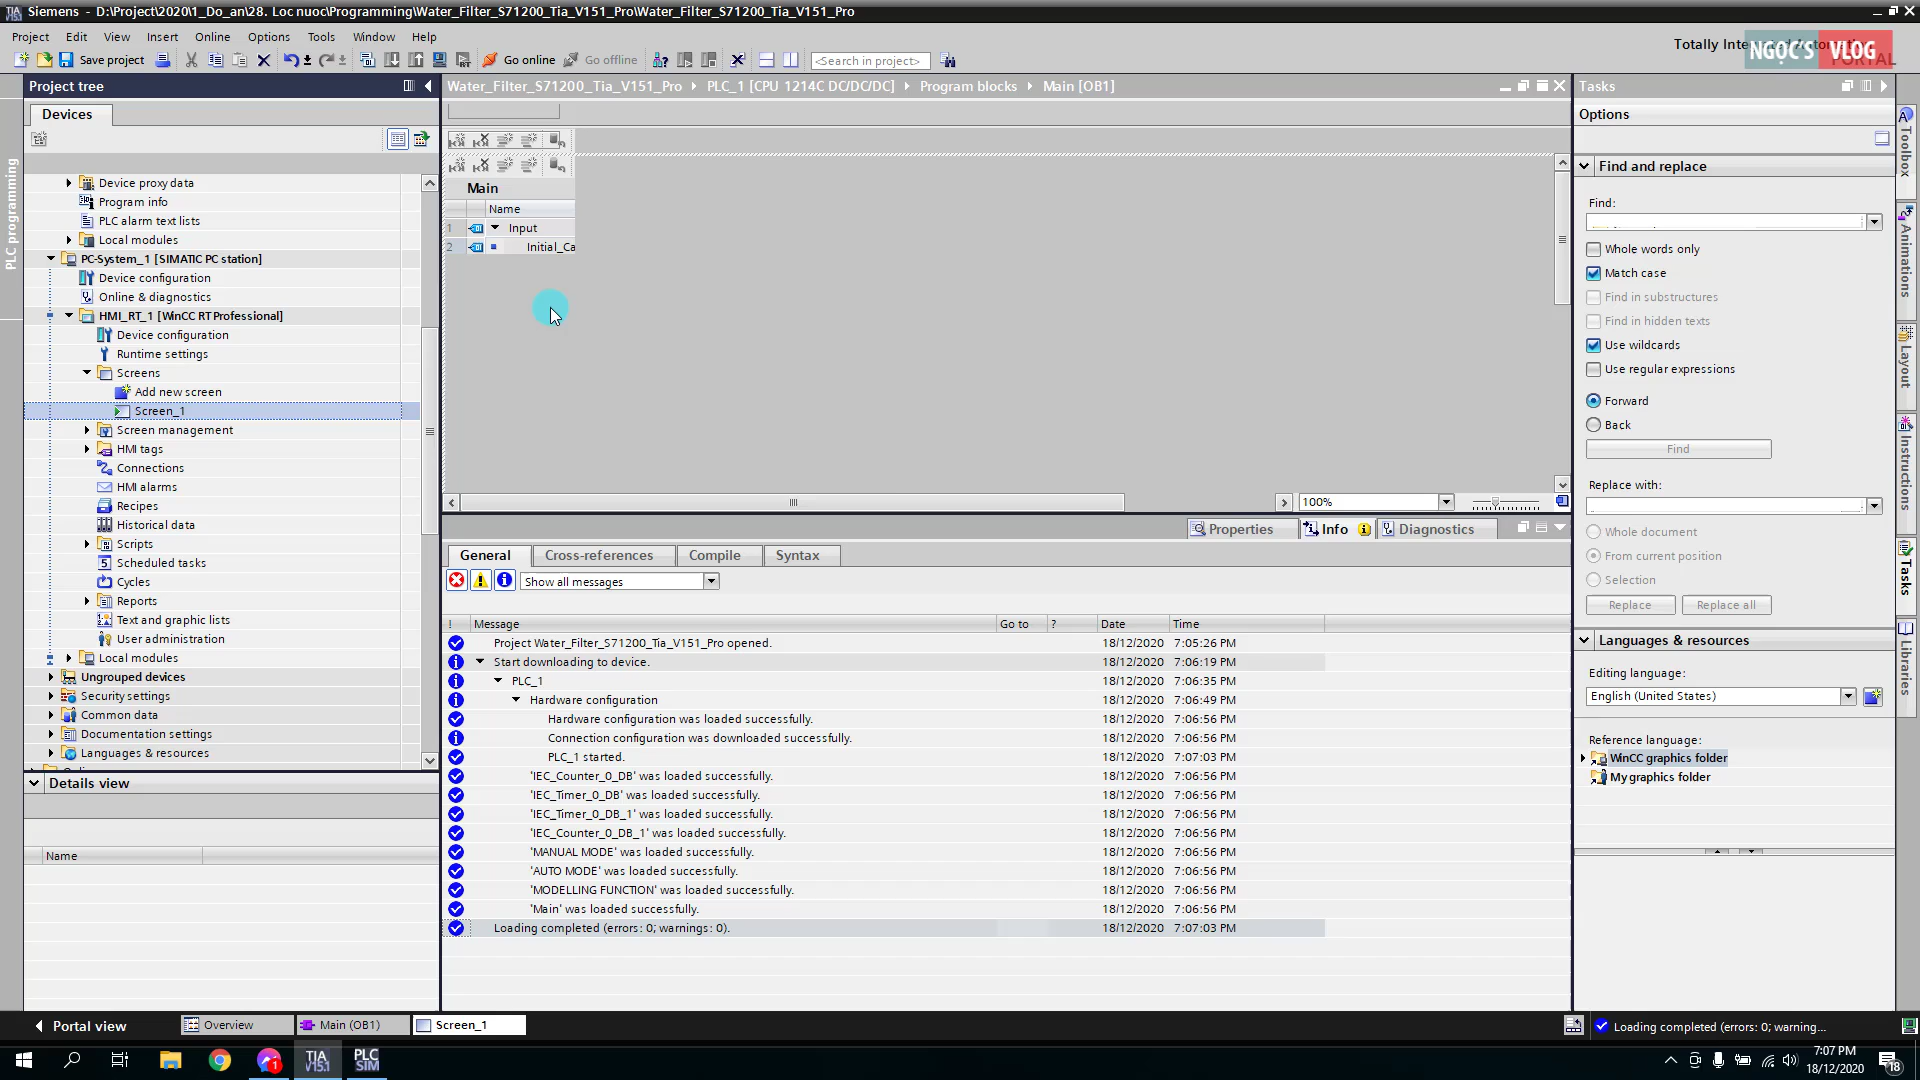 Siemens - D:\Project\2020\1_Do_an\28. Loc nuoc\Programming\Water_Filter_S71200_Tia_V151_Pro\Water_Filter_S71200_Tia_V151_Pro
Project Edit View Insert Online Options Tools Window Help
Totally
NGỌC'S VLOG
PORTAL
Save project
Go online
Go offline
<Search in project>
Project tree
Water_Filter_S71200_Tia_V151_Pro
PLC_1 [CPU 1214C DC/DC/DC]
Program blocks
Main [OB1]
Tasks
Devices
Options
PLC programming
Device proxy data
Program info
PLC alarm text lists
Local modules
PC-System_1 [SIMATIC PC station]
Device configuration
Online & diagnostics
HMI_RT_1 [WinCC RT Professional]
Device configuration
Runtime settings
Screens
Add new screen
Screen_1
Screen management
HMI tags
Connections
HMI alarms
Recipes
Historical data
Scripts
Scheduled tasks
Cycles
Reports
Text and graphic lists
User administration
Local modules
Ungrouped devices
Security settings
Common data
Documentation settings
Languages & resources
Details view
Name
Main
Name
1 Input
2 Initial_Ca
100%
Properties
Info
Diagnostics
General
Cross-references
Compile
Syntax
Show all messages
! Message Go to ? Date Time
Project Water_Filter_S71200_Tia_V151_Pro opened. 18/12/2020 7:05:26 PM
Start downloading to device. 18/12/2020 7:06:19 PM
PLC_1 18/12/2020 7:06:35 PM
Hardware configuration 18/12/2020 7:06:49 PM
Hardware configuration was loaded successfully. 18/12/2020 7:06:56 PM
Connection configuration was downloaded successfully. 18/12/2020 7:06:56 PM
PLC_1 started. 18/12/2020 7:07:03 PM
'IEC_Counter_0_DB' was loaded successfully. 18/12/2020 7:06:56 PM
'IEC_Timer_0_DB' was loaded successfully. 18/12/2020 7:06:56 PM
'IEC_Timer_0_DB_1' was loaded successfully. 18/12/2020 7:06:56 PM
'IEC_Counter_0_DB_1' was loaded successfully. 18/12/2020 7:06:56 PM
'MANUAL MODE' was loaded successfully. 18/12/2020 7:06:56 PM
'AUTO MODE' was loaded successfully. 18/12/2020 7:06:56 PM
'MODELLING FUNCTION' was loaded successfully. 18/12/2020 7:06:56 PM
'Main' was loaded successfully. 18/12/2020 7:06:56 PM
Loading completed (errors: 0; warnings: 0). 18/12/2020 7:07:03 PM
Find and replace
Find:
Whole words only
Match case
Find in substructures
Find in hidden texts
Use wildcards
Use regular expressions
Forward
Back
Find
Replace with:
Whole document
From current position
Selection
Replace
Replace all
Languages & resources
Editing language:
English (United States)
Reference language:
WinCC graphics folder
My graphics folder
Toolbox
Animations
Layout
Instructions
Tasks
Libraries
Portal view
Overview
Main (OB1)
Screen_1
Loading completed (errors: 0; warning...
TIA V15.1
PLC SIM
1
7:07 PM
18/12/2020
18